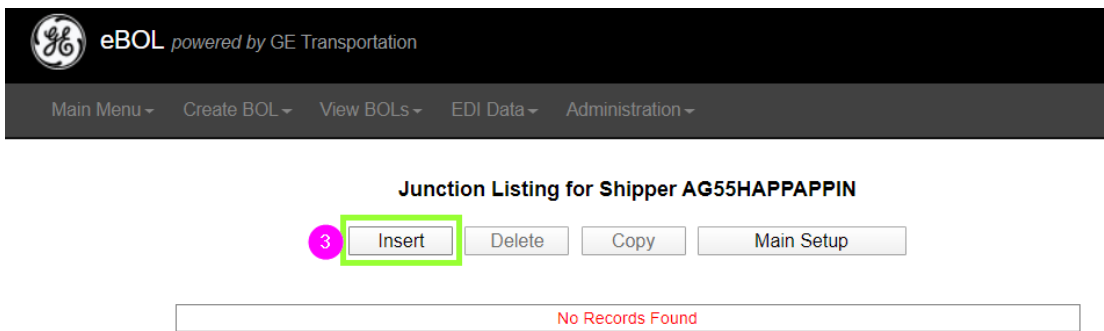 eBOL powered by GE Transportation
Main Menu Create BOL View BOLs EDI Data Administration
Junction Listing for Shipper AG55HAPPAPPIN
3 Insert Delete Copy Main Setup
No Records Found